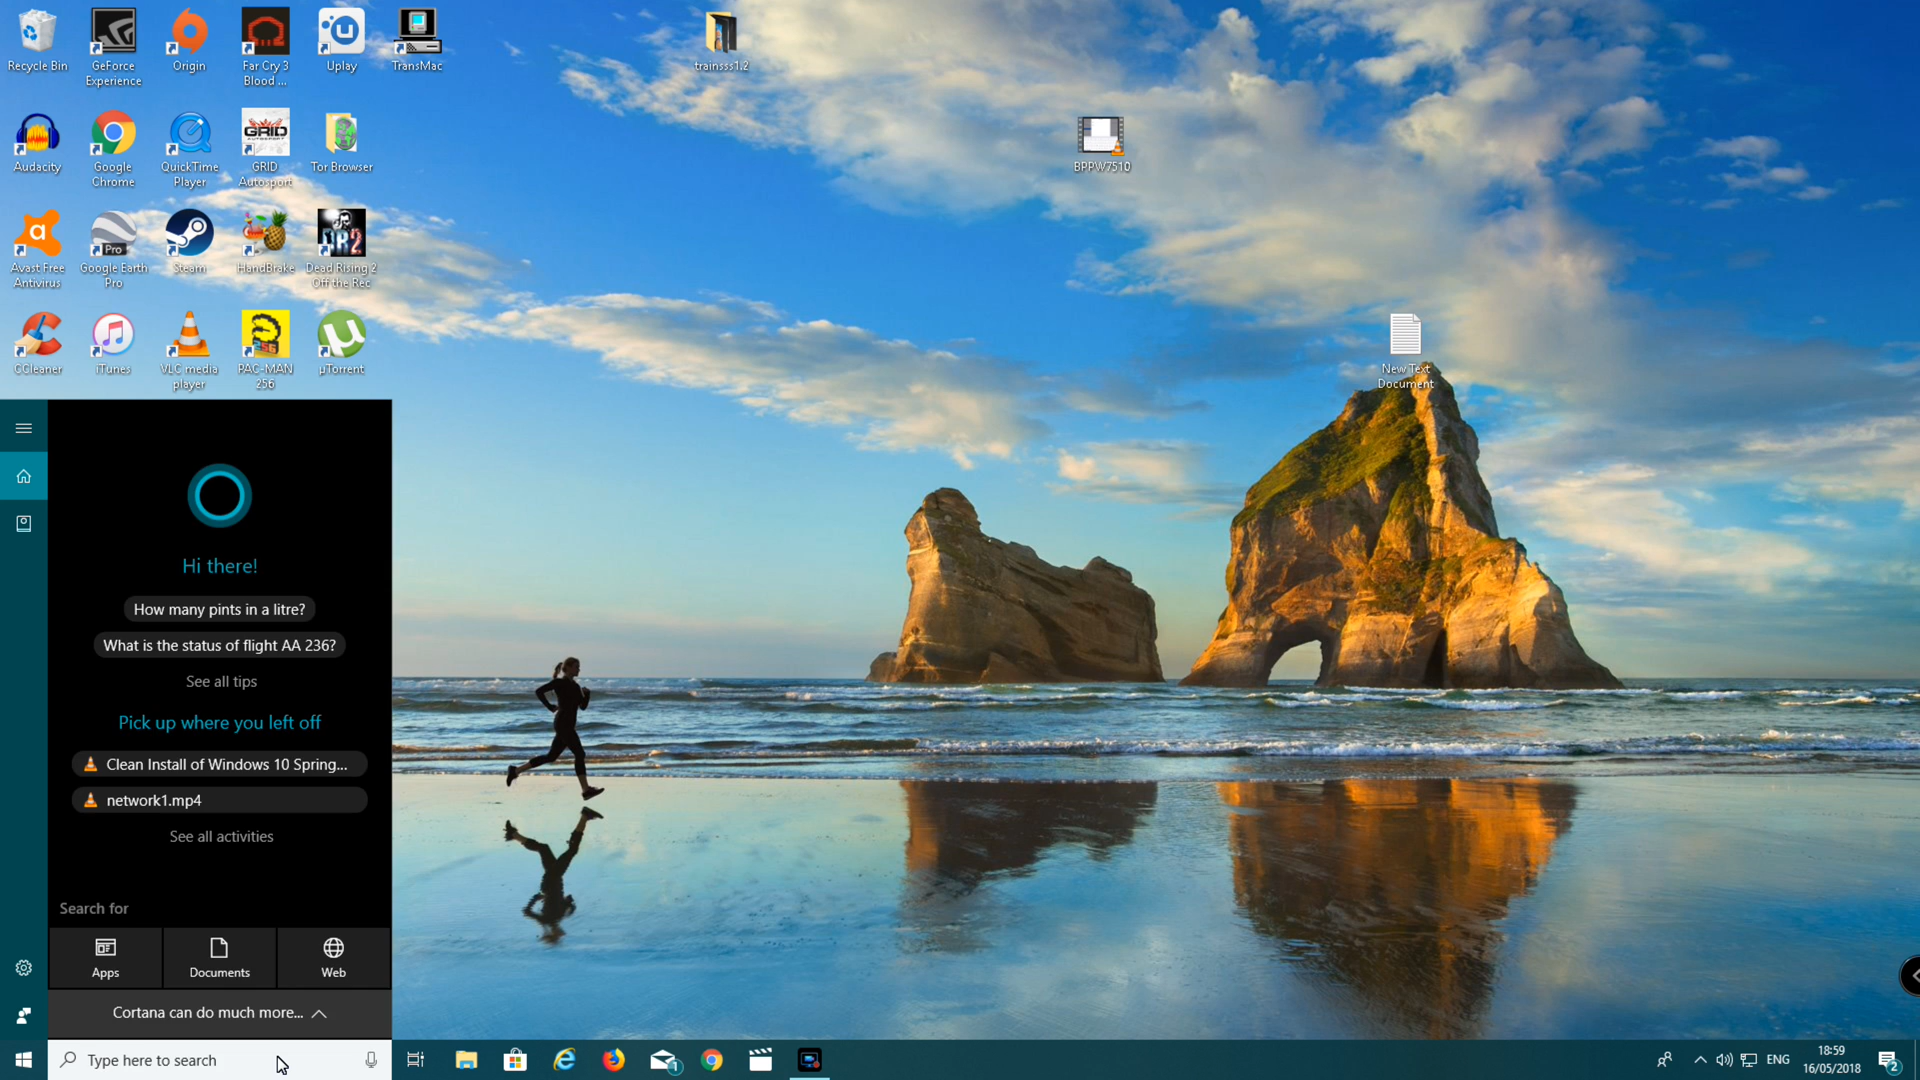 Recycle Bin
GeForce
Experience
Origin
Far Cry 3
Blood ...
Uplay
TransMac
trainsss1.2
Audacity
Google
Chrome
QuickTime
Player
GRID
GRID
Autosport
Tor Browser
BPPW7510
Avast Free
Antivirus
Pro
Google Earth
Pro
Steam
HandBrake
DR2
Dead Rising 2
Off the Rec
CCleaner
iTunes
VLC media
player
PAC-MAN
256
µTorrent
New Text
Document
Hi there!
How many pints in a litre?
What is the status of flight AA 236?
See all tips
Pick up where you left off
Clean Install of Windows 10 Spring...
network1.mp4
See all activities
Search for
Apps
Documents
Web
Cortana can do much more...
Type here to search
1
ENG
18:59
16/05/2018
2